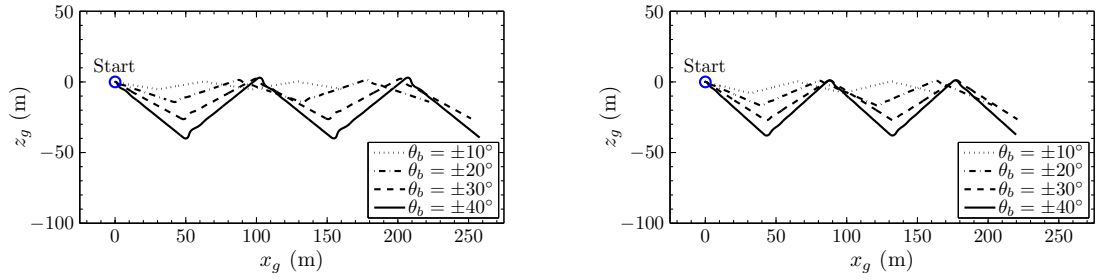 50
0
−50
−100
z_g (m)
Start
0
50
100
150
200
250
x_g (m)
θ_b = ±10°
θ_b = ±20°
θ_b = ±30°
θ_b = ±40°
50
0
−50
−100
z_g (m)
Start
0
50
100
150
200
250
x_g (m)
θ_b = ±10°
θ_b = ±20°
θ_b = ±30°
θ_b = ±40°